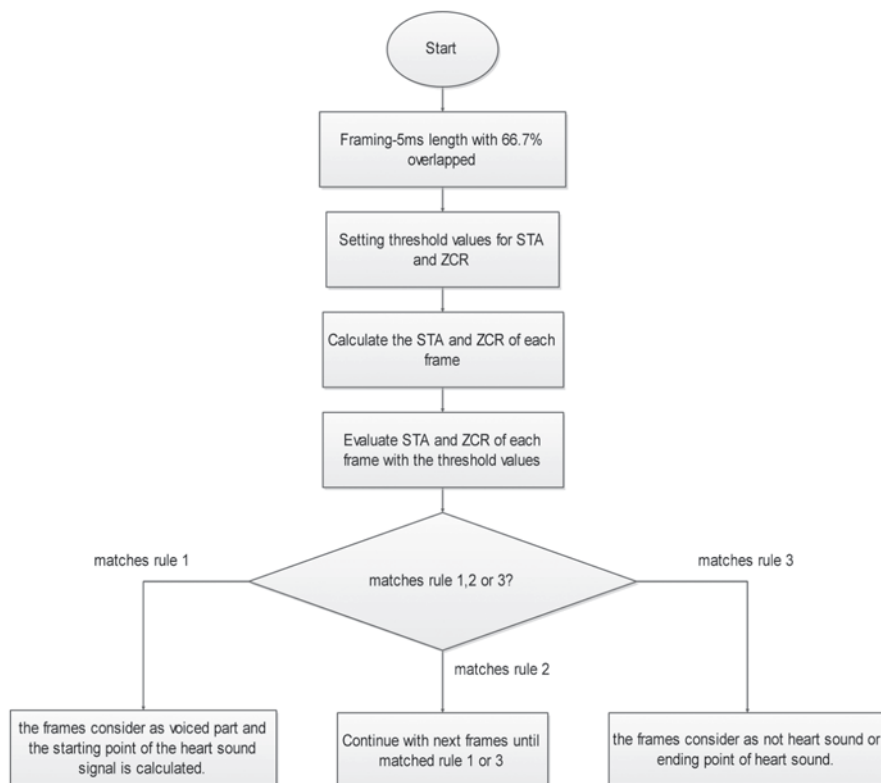 Start
Framing-5ms length with 66.7%
overlapped
Setting threshold values for STA
and ZCR
Calculate the STA and ZCR of each
frame
Evaluate STA and ZCR of each
frame with the threshold values
matches rule 1
matches rule 1,2 or 3?
matches rule 3
matches rule 2
the frames consider as voiced part and
the starting point of the heart sound
signal is calculated.
Continue with next frames until
matched rule 1 or 3
the frames consider as not heart sound or
ending point of heart sound.